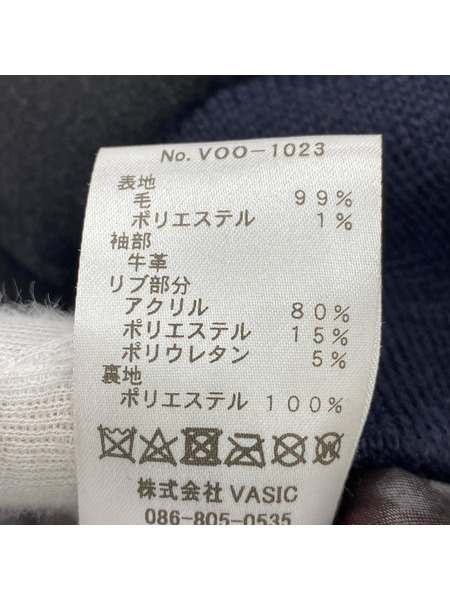 No. VOO-1023
表地
毛 99%
ポリエステル 1%
袖部
牛革
リブ部分
アクリル 80%
ポリエステル 15%
ポリウレタン 5%
裏地
ポリエステル 100%
株式会社 VASIC
086-805-0535